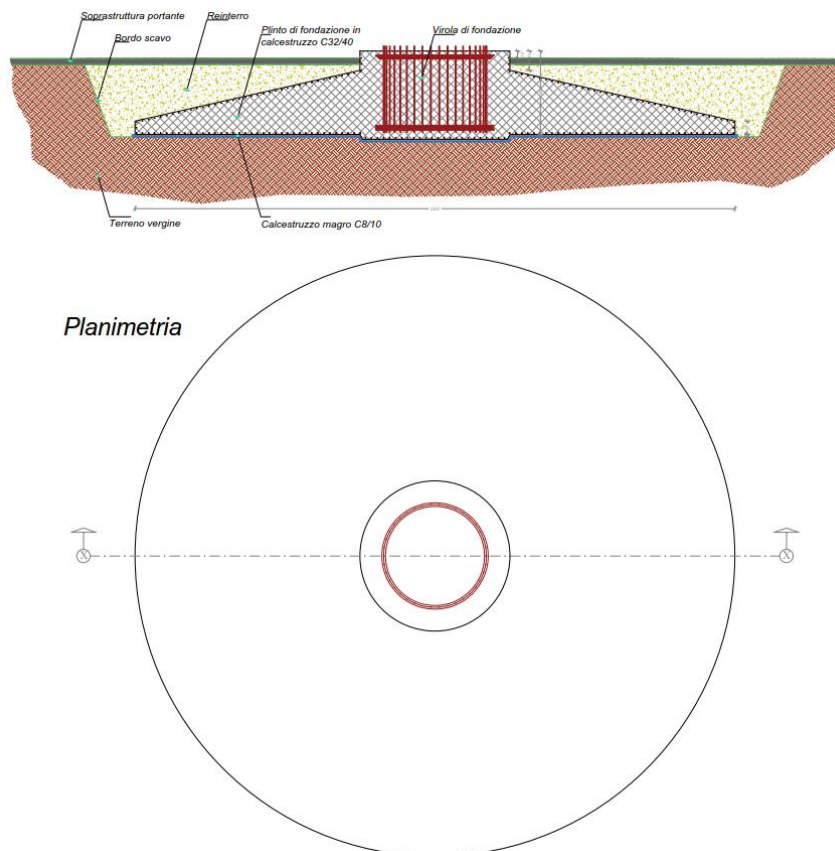 Soprastruttura portante
Bordo scavo
Reinterro
Plinto di fondazione in
calcestruzzo C32/40
Virola di fondazione
Terreno vergine
Calcestruzzo magro C8/10
Planimetria
X
X